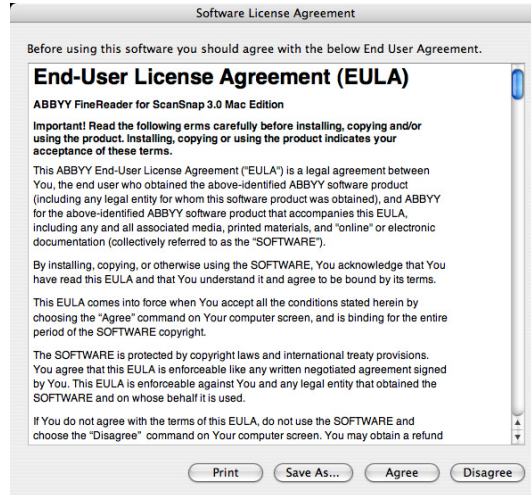 Software License Agreement
Before using this software you should agree with the below End User Agreement.
End-User License Agreement (EULA)
ABBYY FineReader for ScanSnap 3.0 Mac Edition
Important! Read the following erms carefully before installing, copying and/or
using the product. Installing, copying or using the product indicates your
acceptance of these terms.
This ABBYY End-User License Agreement ("EULA") is a legal agreement between
You, the end user who obtained the above-identified ABBYY software product
(including any legal entity for whom this software product was obtained), and ABBYY
for the above-identified ABBYY software product that accompanies this EULA,
including any and all associated media, printed materials, and "online" or electronic
documentation (collectively referred to as the "SOFTWARE").
By installing, copying, or otherwise using the SOFTWARE, You acknowledge that You
have read this EULA and that You understand it and agree to be bound by its terms.
This EULA comes into force when You accept all the conditions stated herein by
choosing the “Agree” command on Your computer screen, and is binding for the entire
period of the SOFTWARE copyright.
The SOFTWARE is protected by copyright laws and international treaty provisions.
You agree that this EULA is enforceable like any written negotiated agreement signed
by You. This EULA is enforceable against You and any legal entity that obtained the
SOFTWARE and on whose behalf it is used.
If You do not agree with the terms of this EULA, do not use the SOFTWARE and
choose the “Disagree” command on Your computer screen. You may obtain a refund
Print Save As... Agree Disagree